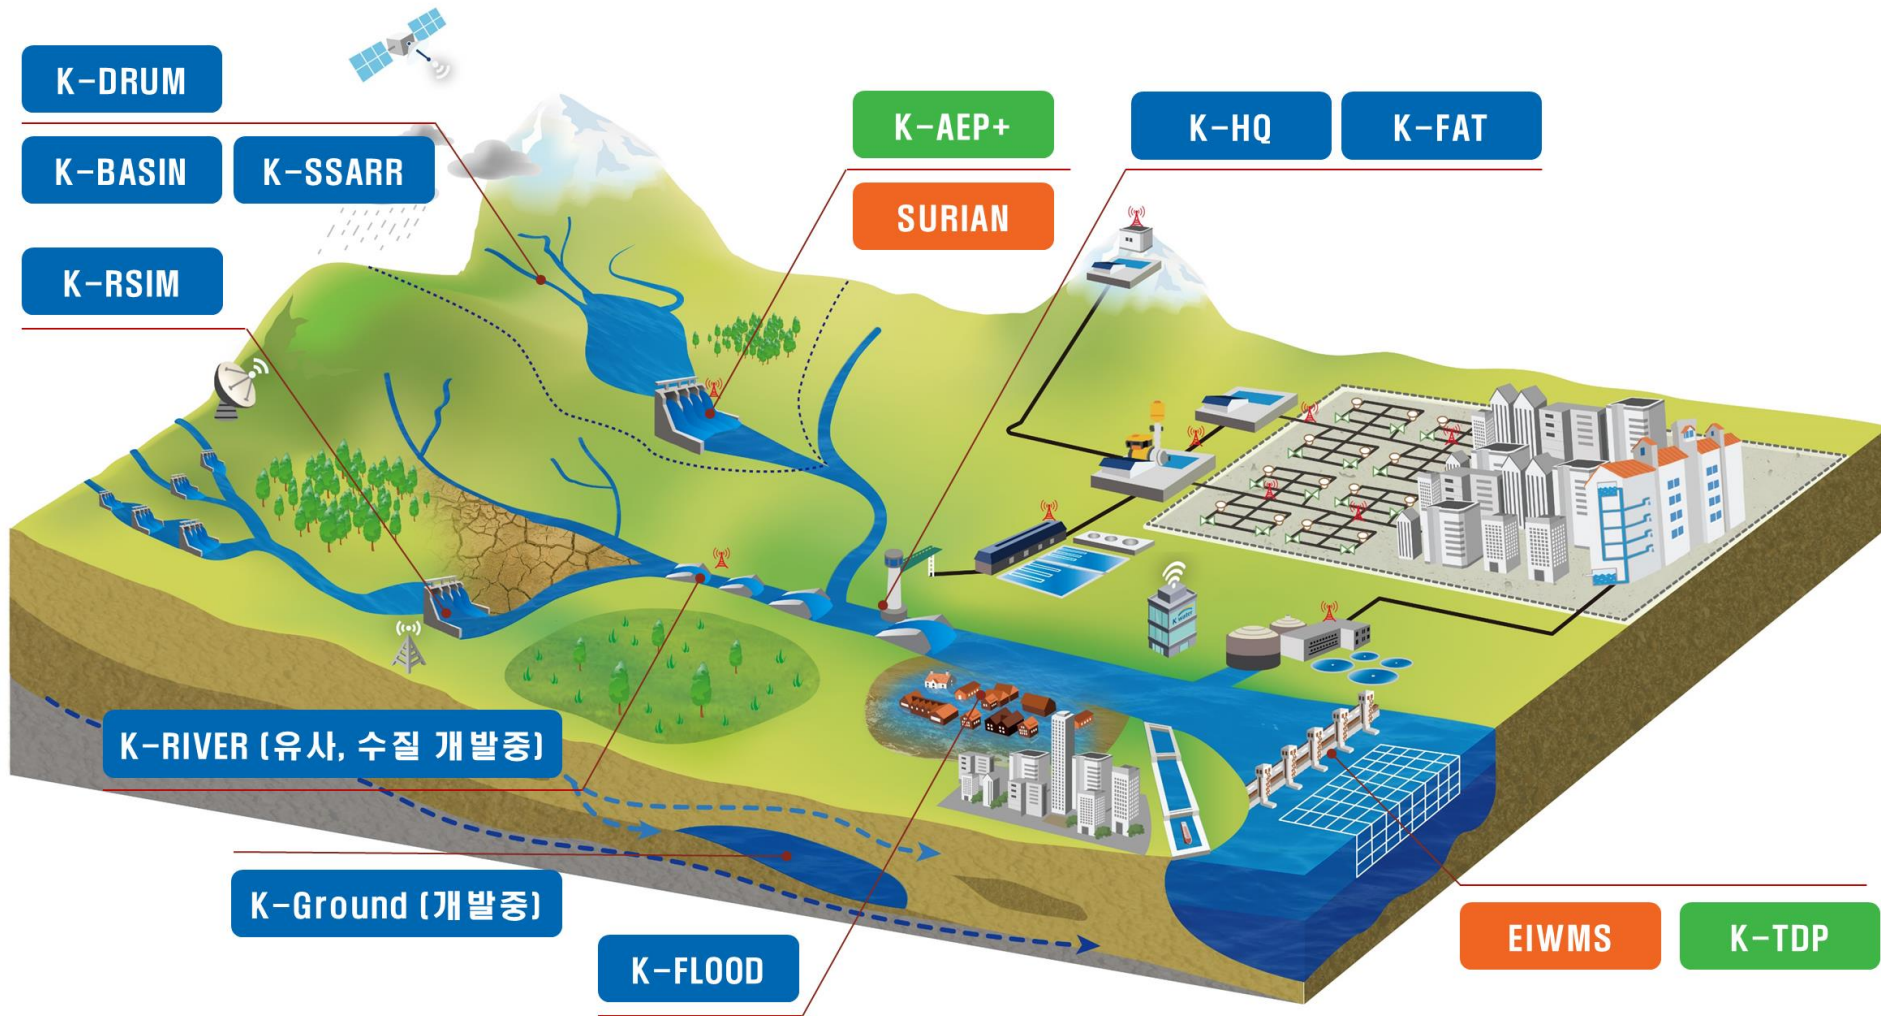 K-DRUM
K-BASIN
K-SSARR
K-RSIM
K-AEP+
SURIAN
K-HQ
K-FAT
K water
K-RIVER (유사, 수질 개발중)
K-Ground (개발중)
K-FLOOD
EIWMS
K-TDP